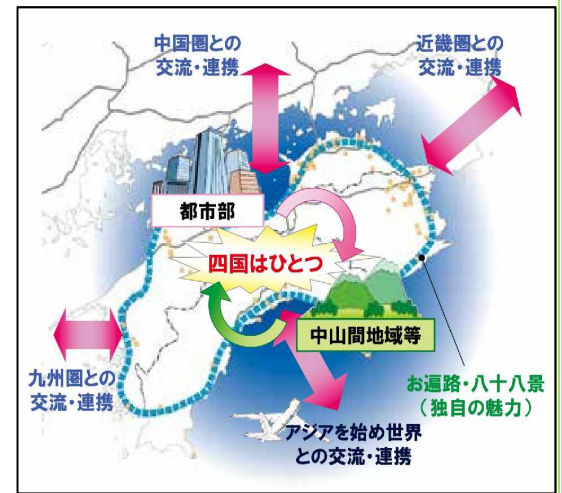 中国圏との
交流・連携
近畿圏との
交流・連携
都市部
四国はひとつ
中山間地域等
九州圏との
交流・連携
お遍路・八十八景
（独自の魅力）
アジアを始め世界
との交流・連携